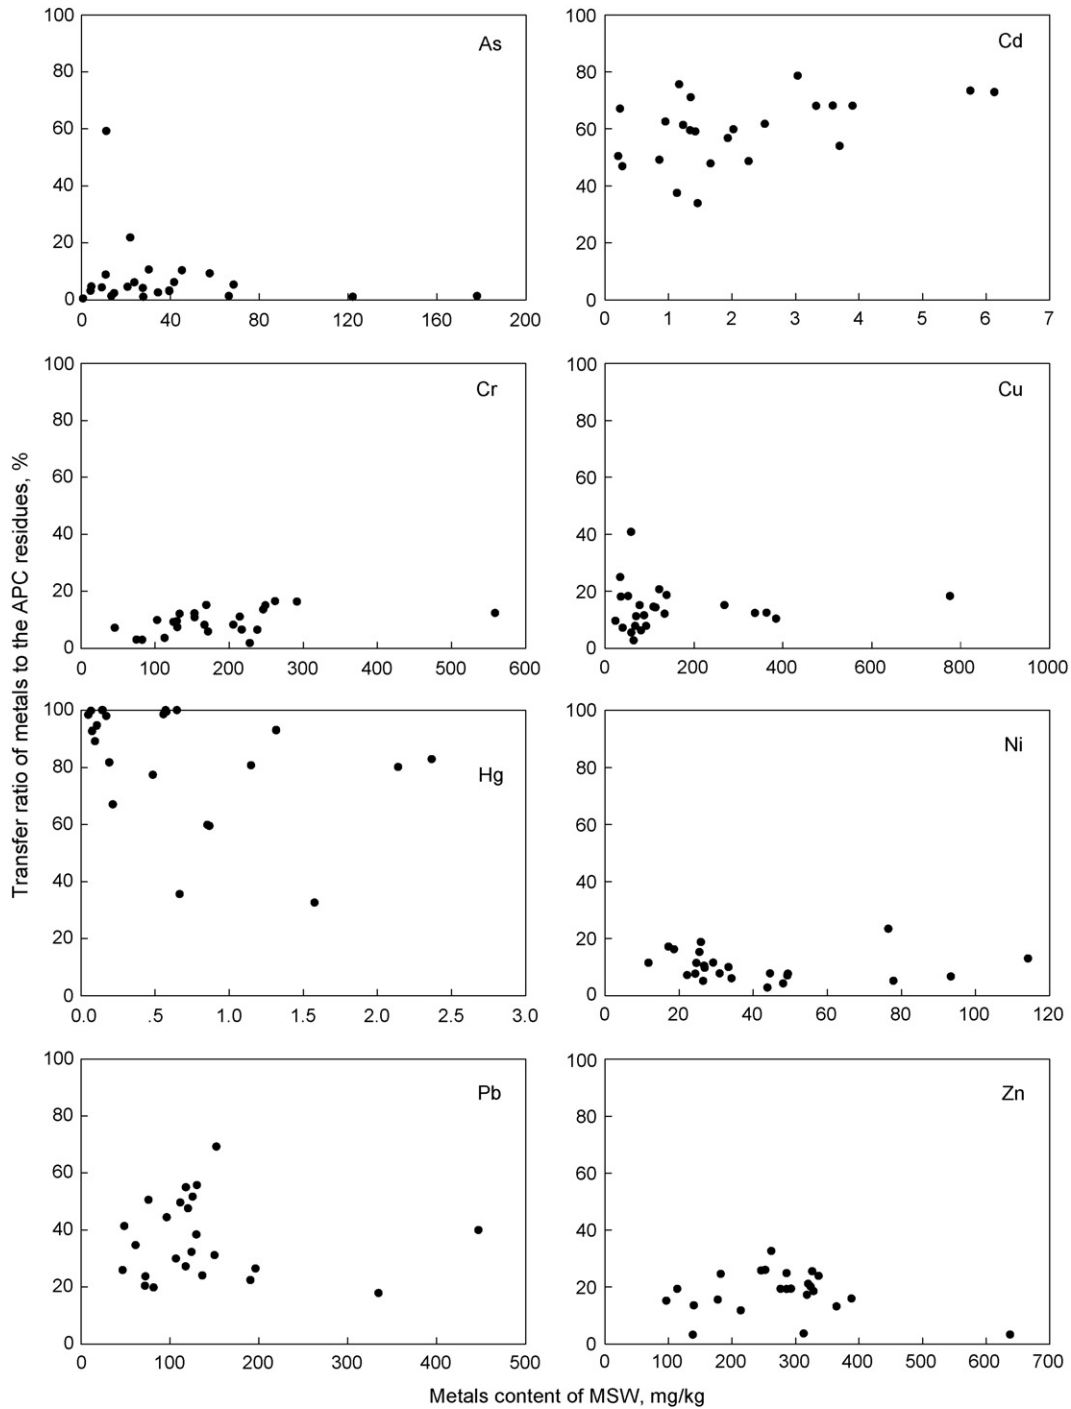 Transfer ratio of metals to the APC residues, %
100
80
60
40
20
0
As
0 40 80 120 160 200
100
80
60
40
20
0
Cd
0 1 2 3 4 5 6 7
100
80
60
40
20
0
Cr
0 100 200 300 400 500 600
100
80
60
40
20
0
Cu
0 200 400 600 800 1000
100
80
60
40
20
0
Hg
0.0 .5 1.0 1.5 2.0 2.5 3.0
100
80
60
40
20
0
Ni
0 20 40 60 80 100 120
100
80
60
40
20
0
Pb
0 100 200 300 400 500
100
80
60
40
20
0
Zn
0 100 200 300 400 500 600 700
Metals content of MSW, mg/kg